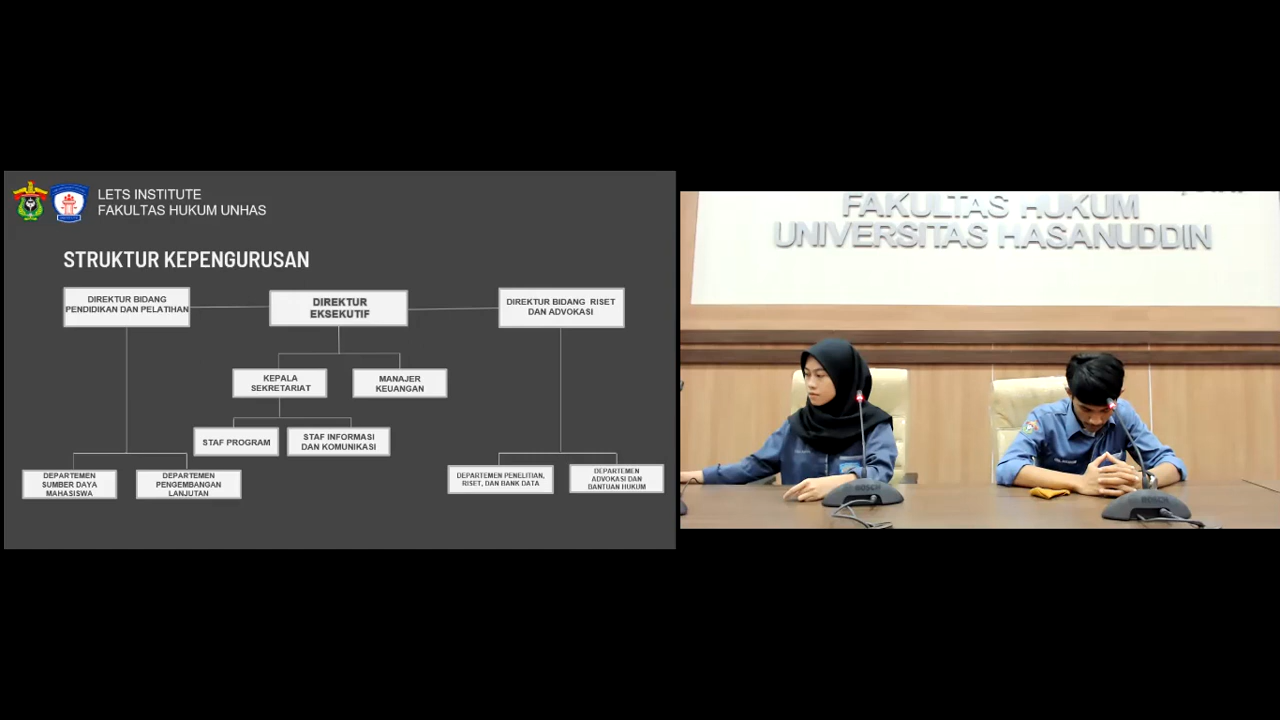 LETS INSTITUTE
FAKULTAS HUKUM UNHAS
STRUKTUR KEPENGURUSAN
DIREKTUR BIDANG
PENDIDIKAN DAN PELATIHAN
DIREKTUR
EKSEKUTIF
DIREKTUR BIDANG RISET
DAN ADVOKASI
KEPALA
SEKRETARIAT
MANAJER
KEUANGAN
STAF PROGRAM
STAF INFORMASI
DAN KOMUNIKASI
DEPARTEMEN
SUMBER DAYA
MAHASISWA
DEPARTEMEN
PENGEMBANGAN
LANJUTAN
DEPARTEMEN PENELITIAN,
RISET, DAN BANK DATA
DEPARTEMEN
ADVOKASI DAN
BANTUAN HUKUM
FAKULTAS HUKUM
UNIVERSITAS HASANUDDIN
BOSCH
BOSCH